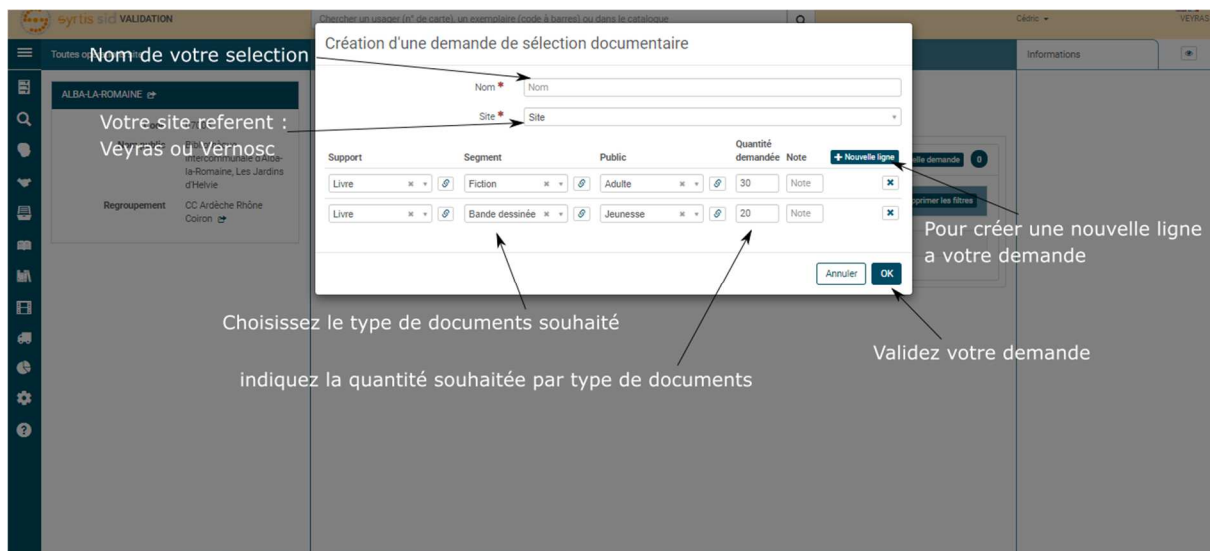 syrtis sid VALIDATION
Chercher un usager (n° de carte), un exemplaire (code à barres) ou dans le catalogue
Cédric
VEYRAS
Informations
Création d'une demande de sélection documentaire
Nom de votre selection
Nom *
Nom
ALBA-LA-ROMAINE
Site *
Site
Votre site referent :
Veyras ou Vernosc
intercommunale d'Alba-
la-Romaine, Les Jardins
d'Helvie
Regroupement
CC Ardèche Rhône
Coiron
Support
Segment
Public
Quantité
demandée
Note
+ Nouvelle ligne
Livre
Fiction
Adulte
30
Note
Livre
Bande dessinée
Jeunesse
20
Note
0
les filtres
Pour créer une nouvelle ligne
a votre demande
Annuler
OK
Choisissez le type de documents souhaité
Validez votre demande
indiquez la quantité souhaitée par type de documents